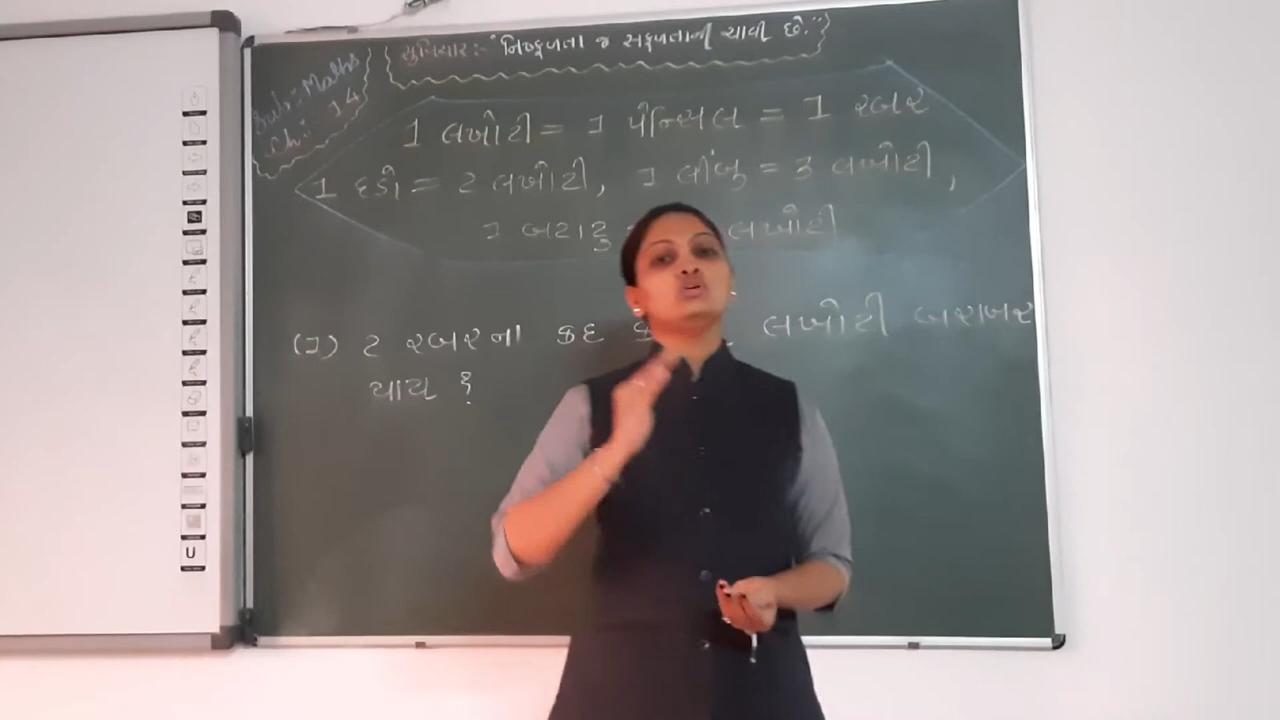 Sub:- Maths
Ch:- 14
સુવિચાર:- "નિષ્ફળતા જ સફળતાની ચાવી છે."
1 લખોટી = 1 પેન્સિલ = 1 રબર
1 દડો = 2 લખોટી, 1 લીંબુ = 3 લખોટી,
1 બટાટુ લખોટી
(1) 2 રબરના કદ લખોટી બરાબર
થાય ?
U